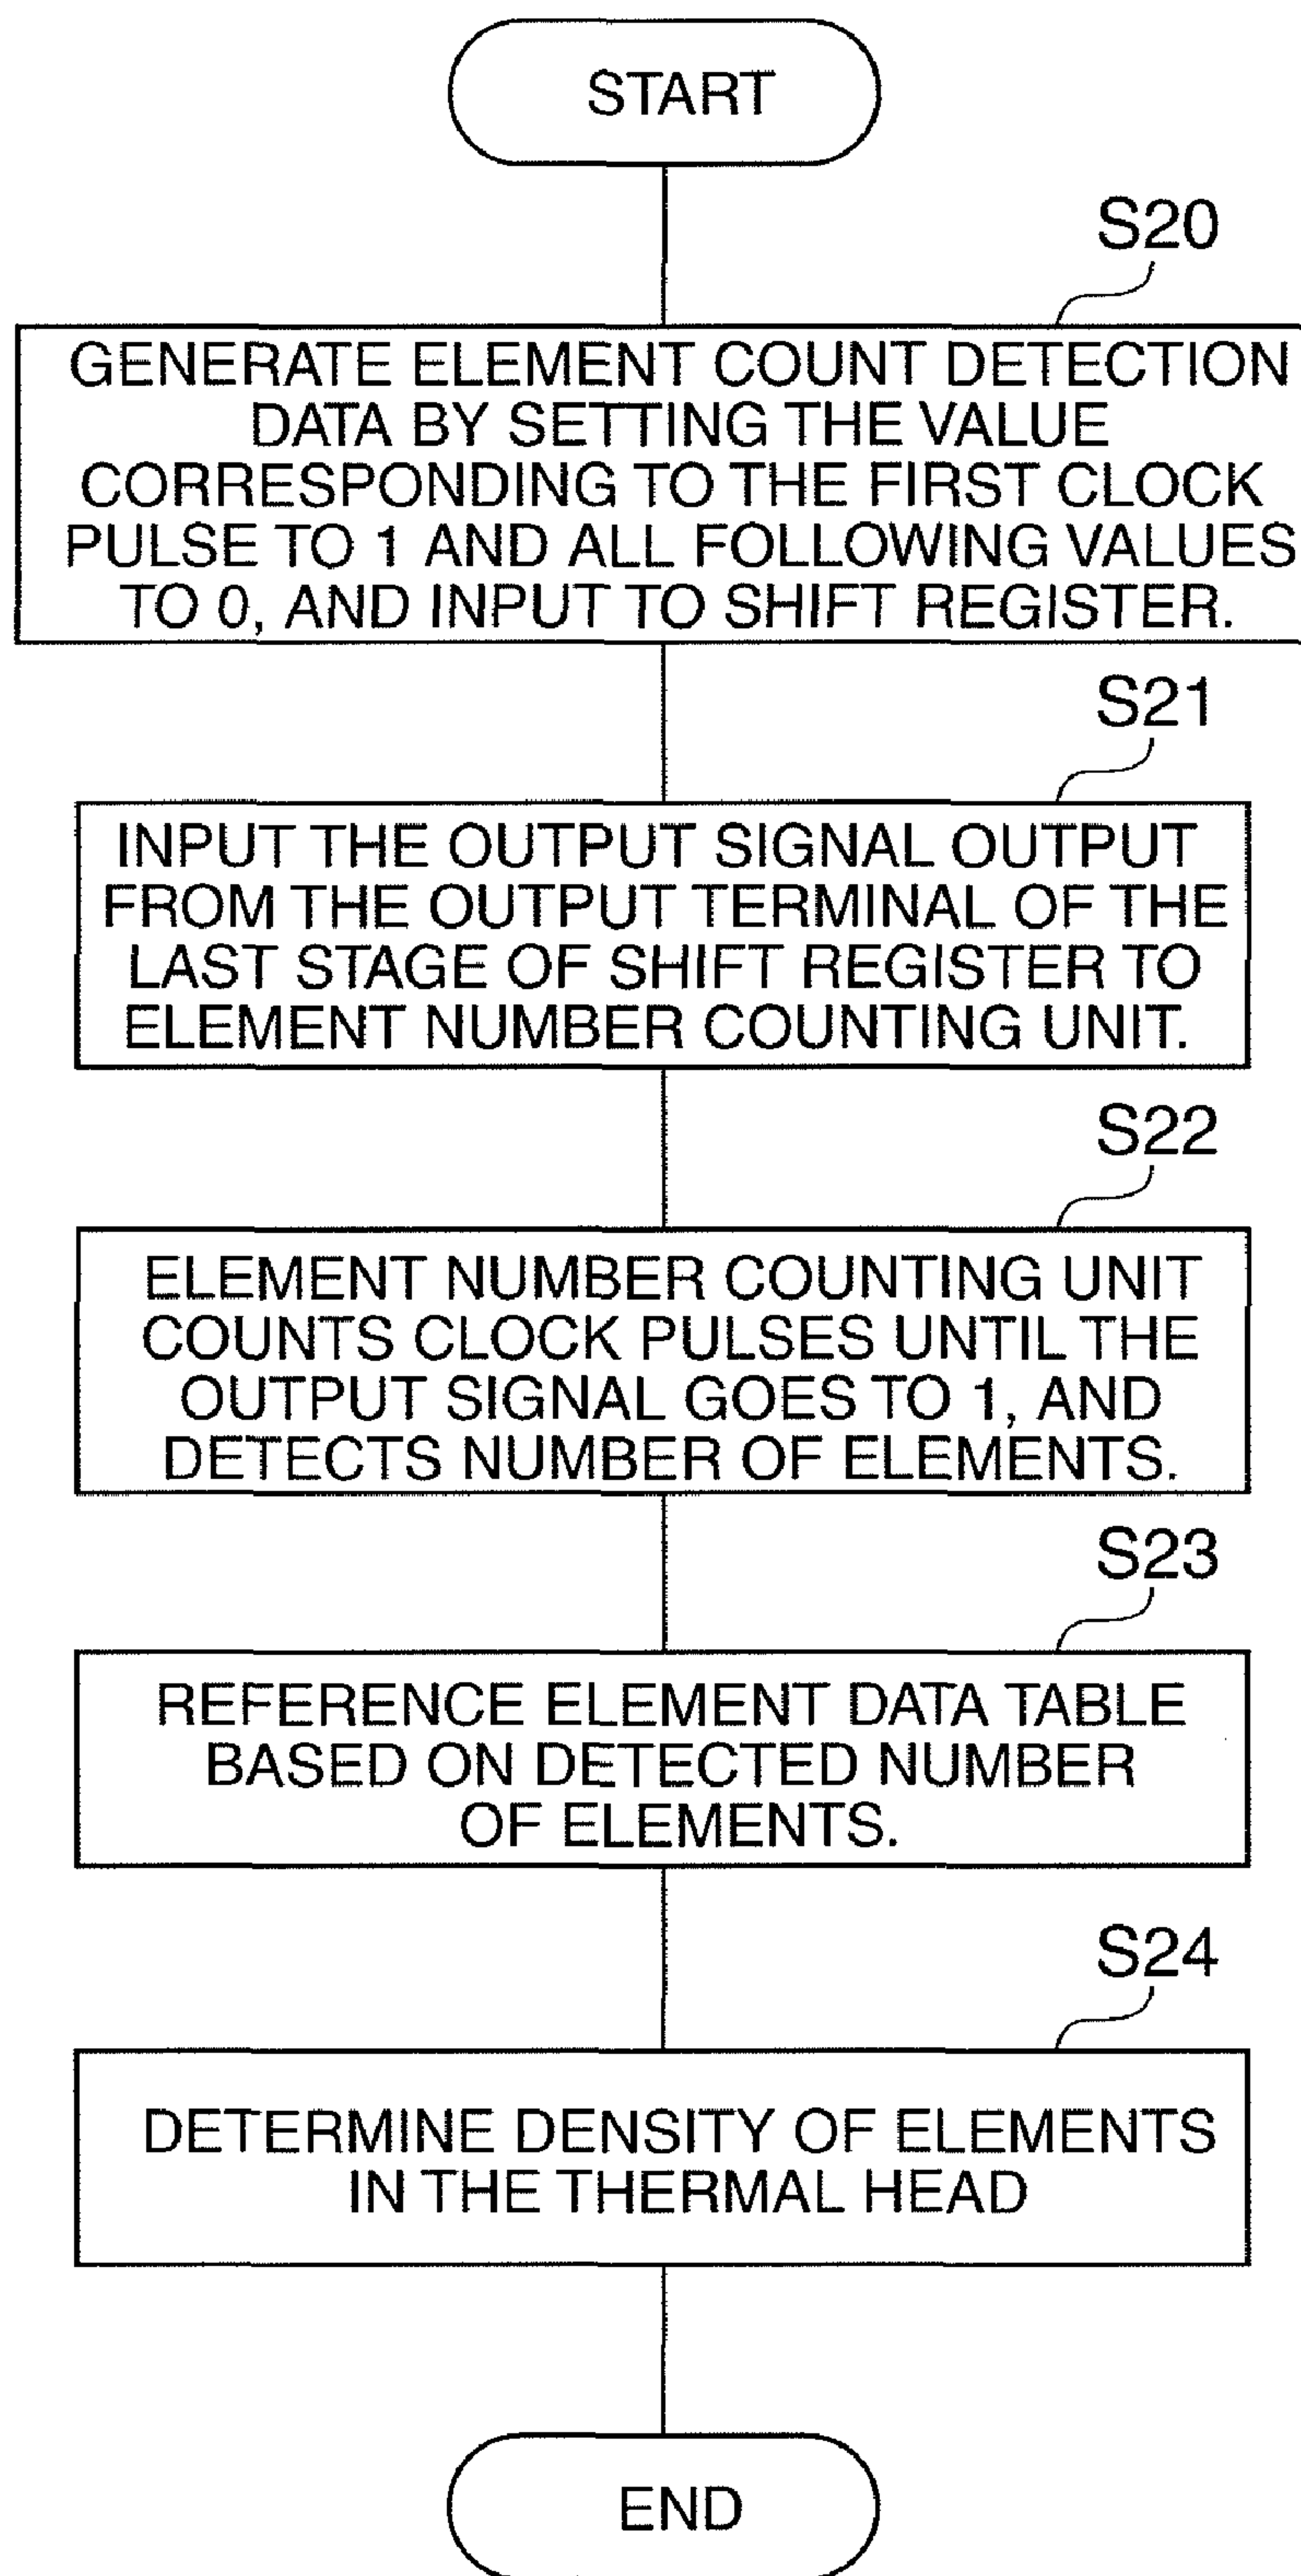 START
S20
GENERATE ELEMENT COUNT DETECTION
DATA BY SETTING THE VALUE
CORRESPONDING TO THE FIRST CLOCK
PULSE TO 1 AND ALL FOLLOWING VALUES
TO 0, AND INPUT TO SHIFT REGISTER.
S21
INPUT THE OUTPUT SIGNAL OUTPUT
FROM THE OUTPUT TERMINAL OF THE
LAST STAGE OF SHIFT REGISTER TO
ELEMENT NUMBER COUNTING UNIT.
S22
ELEMENT NUMBER COUNTING UNIT
COUNTS CLOCK PULSES UNTIL THE
OUTPUT SIGNAL GOES TO 1, AND
DETECTS NUMBER OF ELEMENTS.
S23
REFERENCE ELEMENT DATA TABLE
BASED ON DETECTED NUMBER
OF ELEMENTS.
S24
DETERMINE DENSITY OF ELEMENTS
IN THE THERMAL HEAD
END